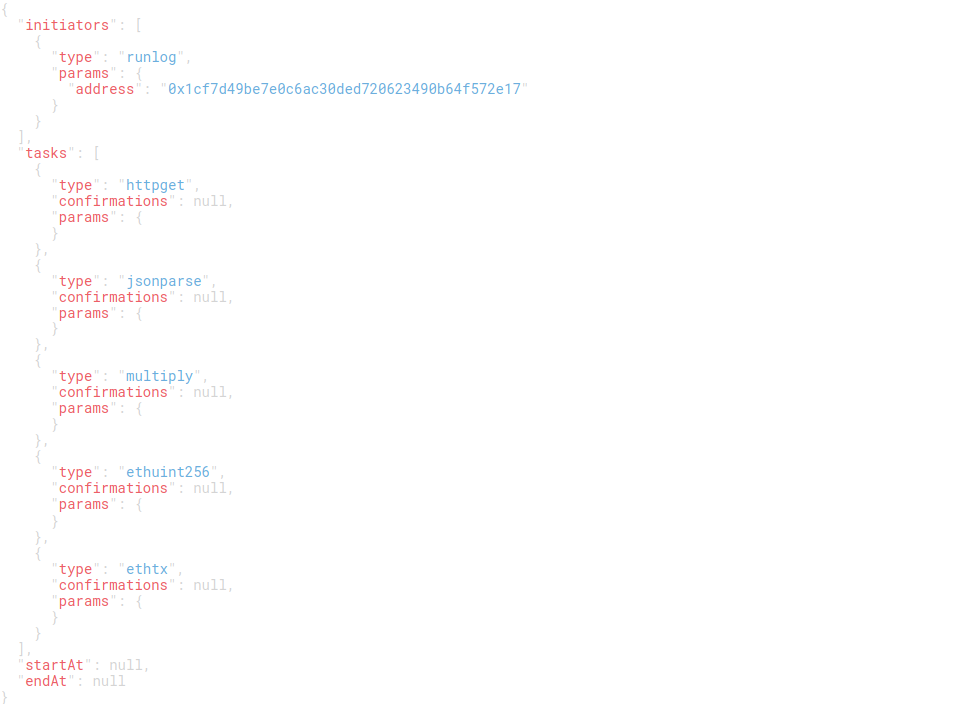 {
  "initiators": [
    {
      "type": "runlog",
      "params": {
        "address": "0x1cf7d49be7e0c6ac30ded720623490b64f572e17"
      }
    }
  ],
  "tasks": [
    {
      "type": "httpget",
      "confirmations": null,
      "params": {
      }
    },
    {
      "type": "jsonparse",
      "confirmations": null,
      "params": {
      }
    },
    {
      "type": "multiply",
      "confirmations": null,
      "params": {
      }
    },
    {
      "type": "ethuint256",
      "confirmations": null,
      "params": {
      }
    },
    {
      "type": "ethtx",
      "confirmations": null,
      "params": {
      }
    }
  ],
  "startAt": null,
  "endAt": null
}